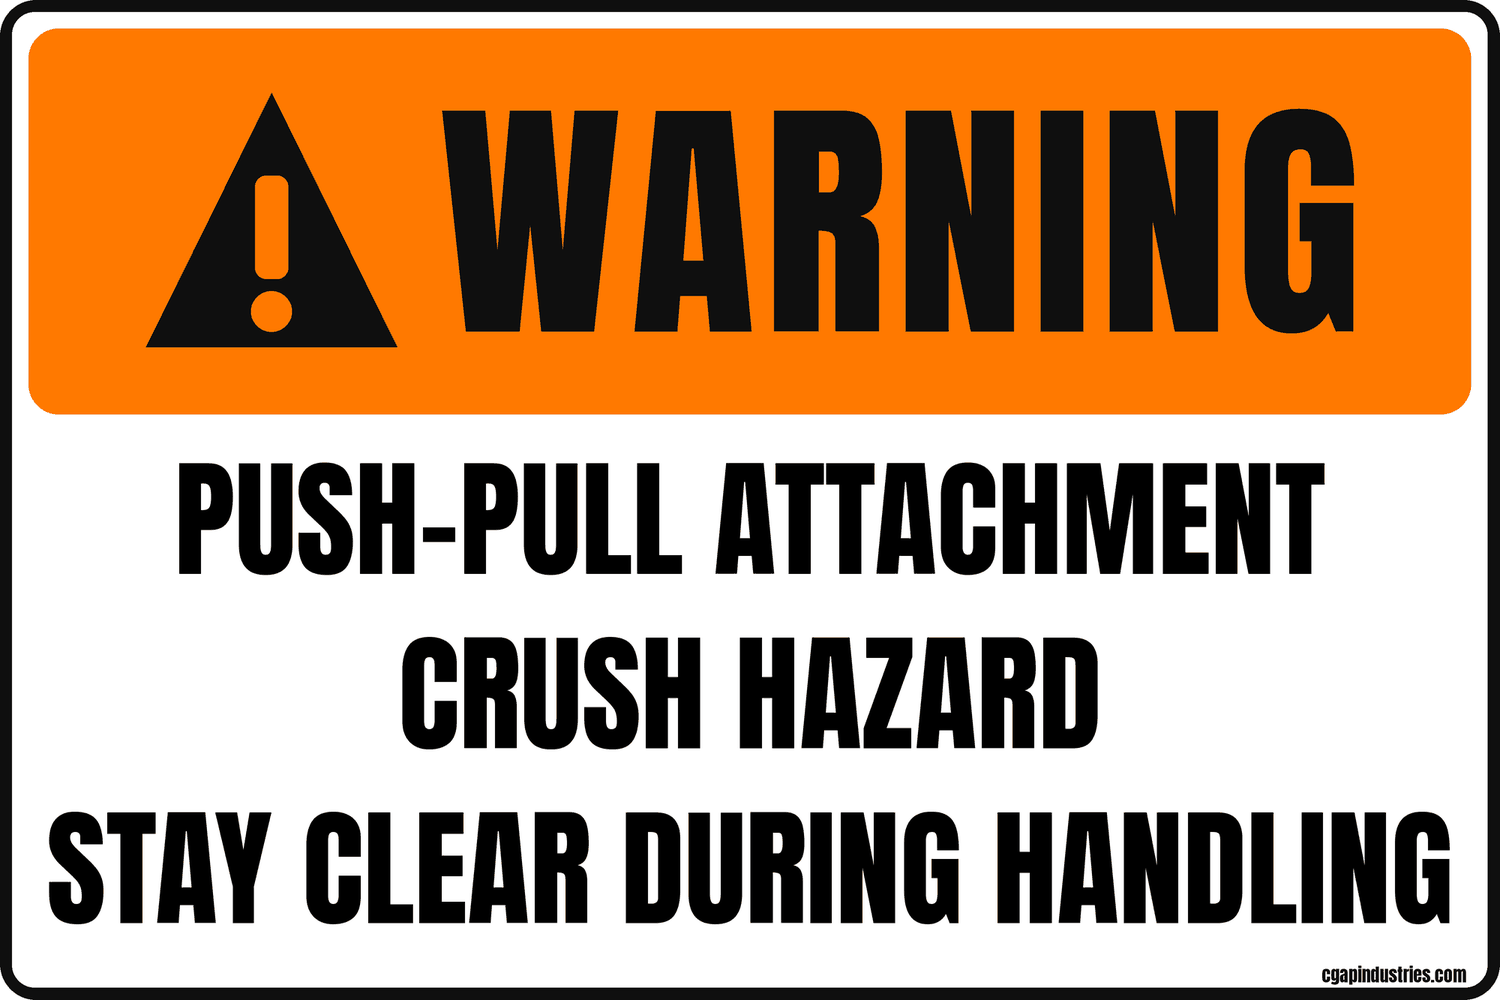 WARNING
PUSH-PULL ATTACHMENT
CRUSH HAZARD
STAY CLEAR DURING HANDLING
cgapindustries.com